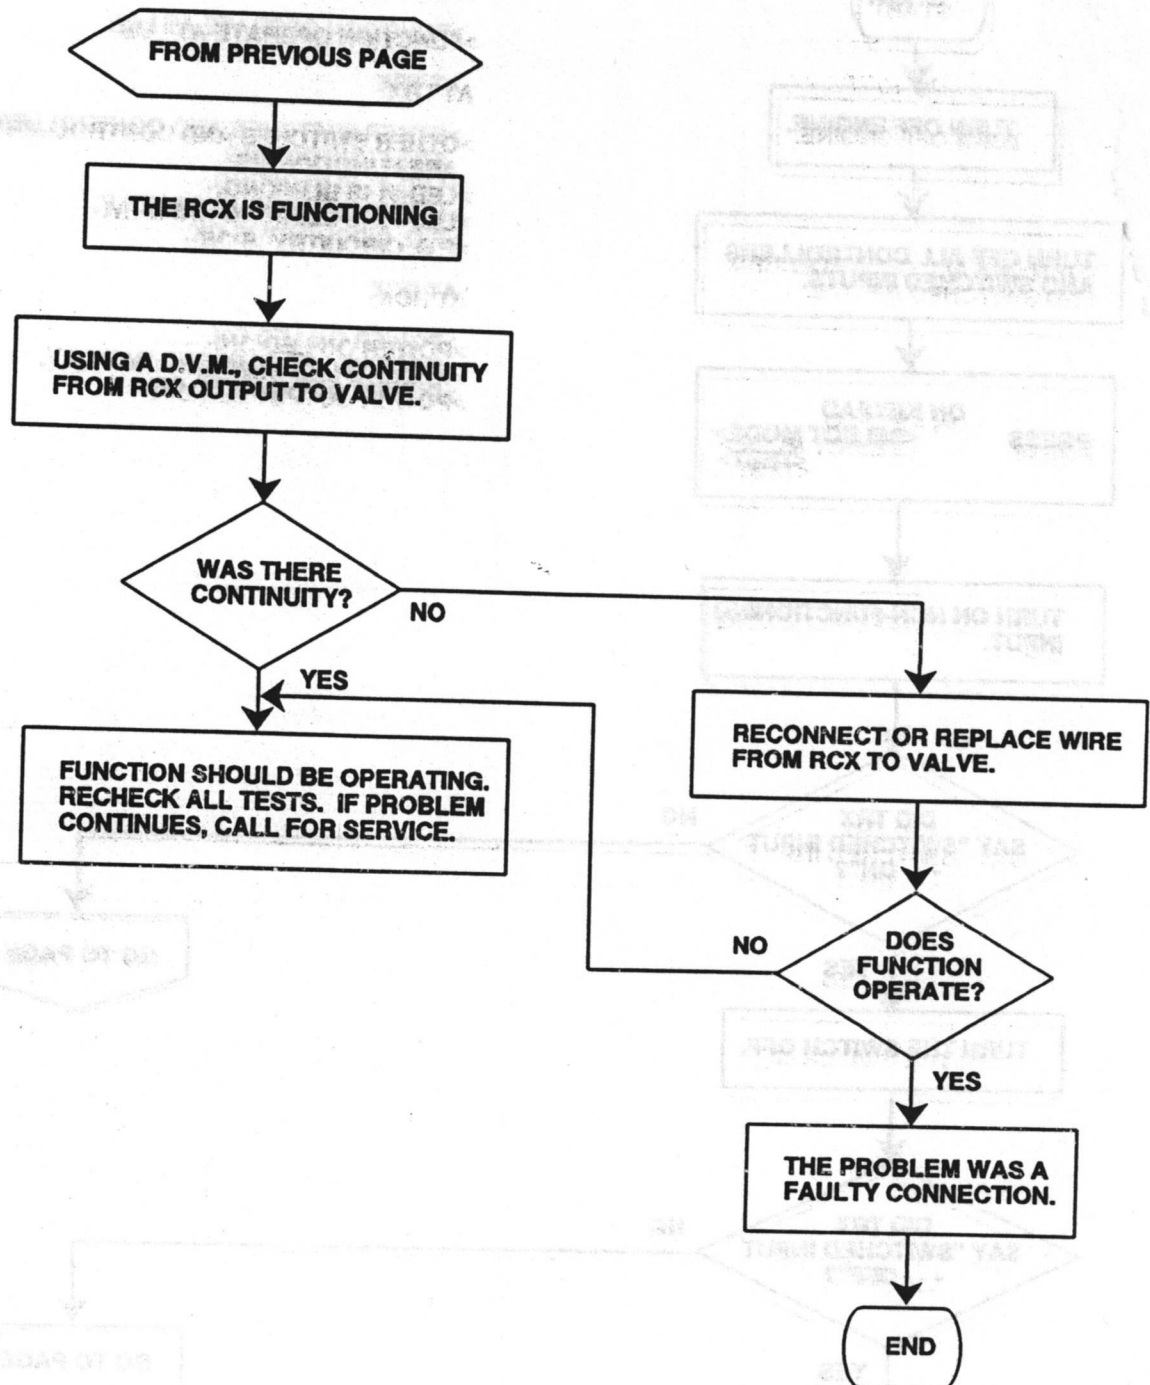 FROM PREVIOUS PAGE
THE RCX IS FUNCTIONING
USING A D.V.M., CHECK CONTINUITY
FROM RCX OUTPUT TO VALVE.
WAS THERE
CONTINUITY?
NO
YES
FUNCTION SHOULD BE OPERATING.
RECHECK ALL TESTS. IF PROBLEM
CONTINUES, CALL FOR SERVICE.
RECONNECT OR REPLACE WIRE
FROM RCX TO VALVE.
NO
DOES
FUNCTION
OPERATE?
YES
THE PROBLEM WAS A
FAULTY CONNECTION.
END